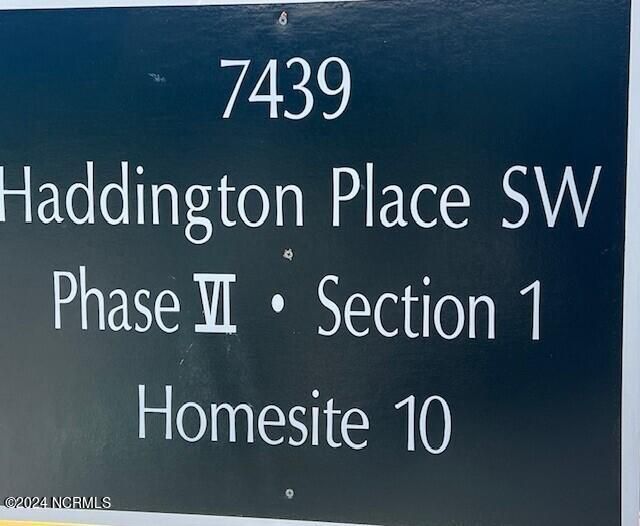 7439
Haddington Place SW
Phase VI • Section 1
Homesite 10
©2024 NCRMLS